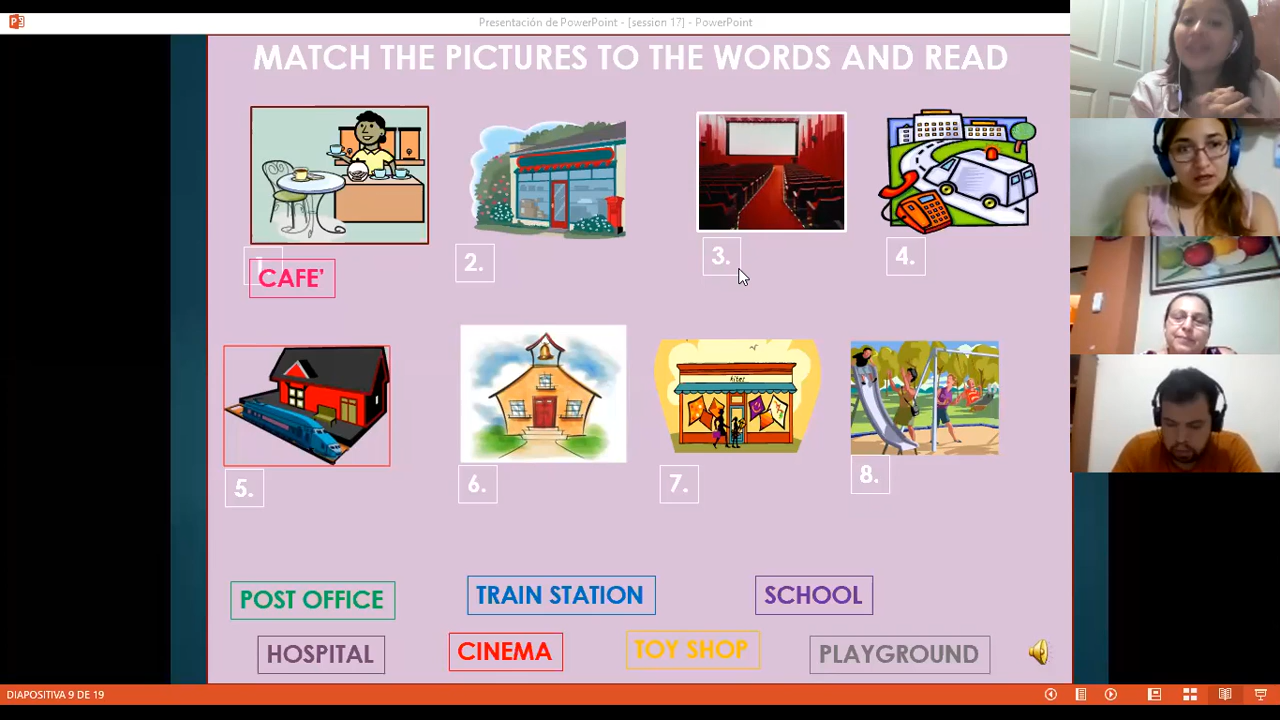 Presentación de PowerPoint - [session 17] - PowerPoint
MATCH THE PICTURES TO THE WORDS AND READ
1.
CAFE’
2.
3.
4.
5.
6.
7.
8.
POST OFFICE
TRAIN STATION
SCHOOL
HOSPITAL
CINEMA
TOY SHOP
PLAYGROUND
DIAPOSITIVA 9 DE 19